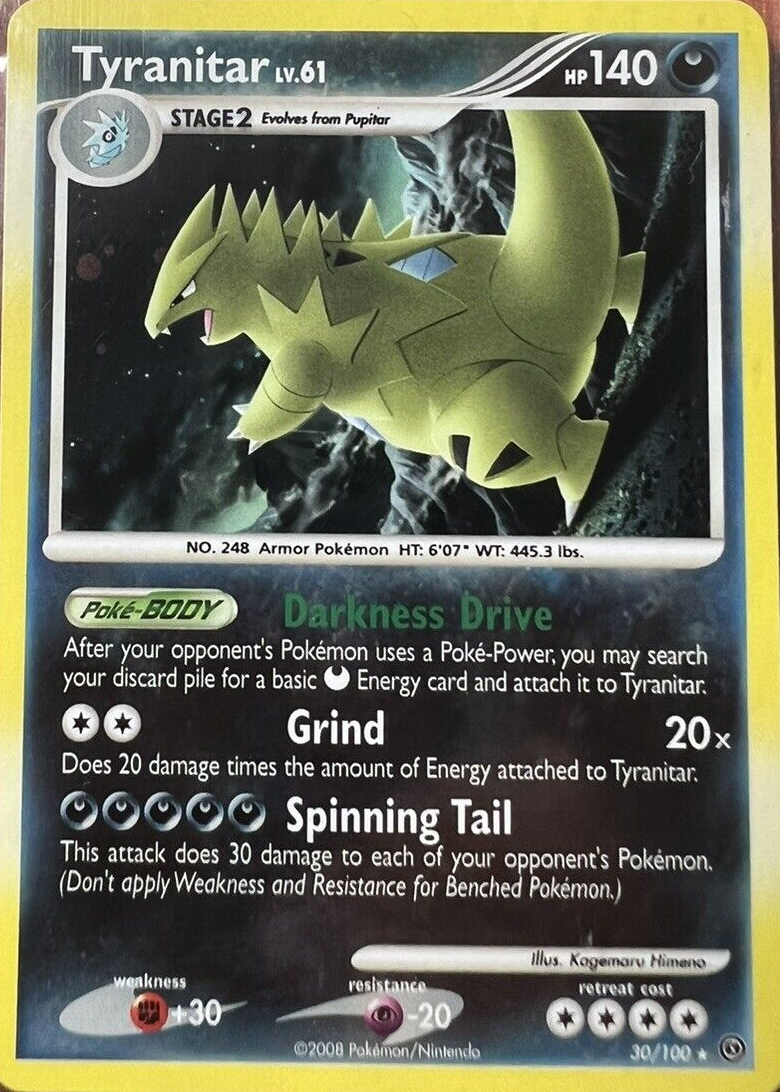 Tyranitar LV.61 HP 140
STAGE2 Evolves from Pupitar
NO. 248 Armor Pokémon HT: 6'07" WT: 445.3 lbs.
Poké-BODY Darkness Drive
After your opponent's Pokémon uses a Poké-Power, you may search
your discard pile for a basic Energy card and attach it to Tyranitar.
Grind 20x
Does 20 damage times the amount of Energy attached to Tyranitar.
Spinning Tail
This attack does 30 damage to each of your opponent's Pokémon.
(Don't apply Weakness and Resistance for Benched Pokémon.)
Illus. Kagemaru Himeno
weakness resistance retreat cost
+30 -20
©2008 Pokémon/Nintendo 30/100 ★